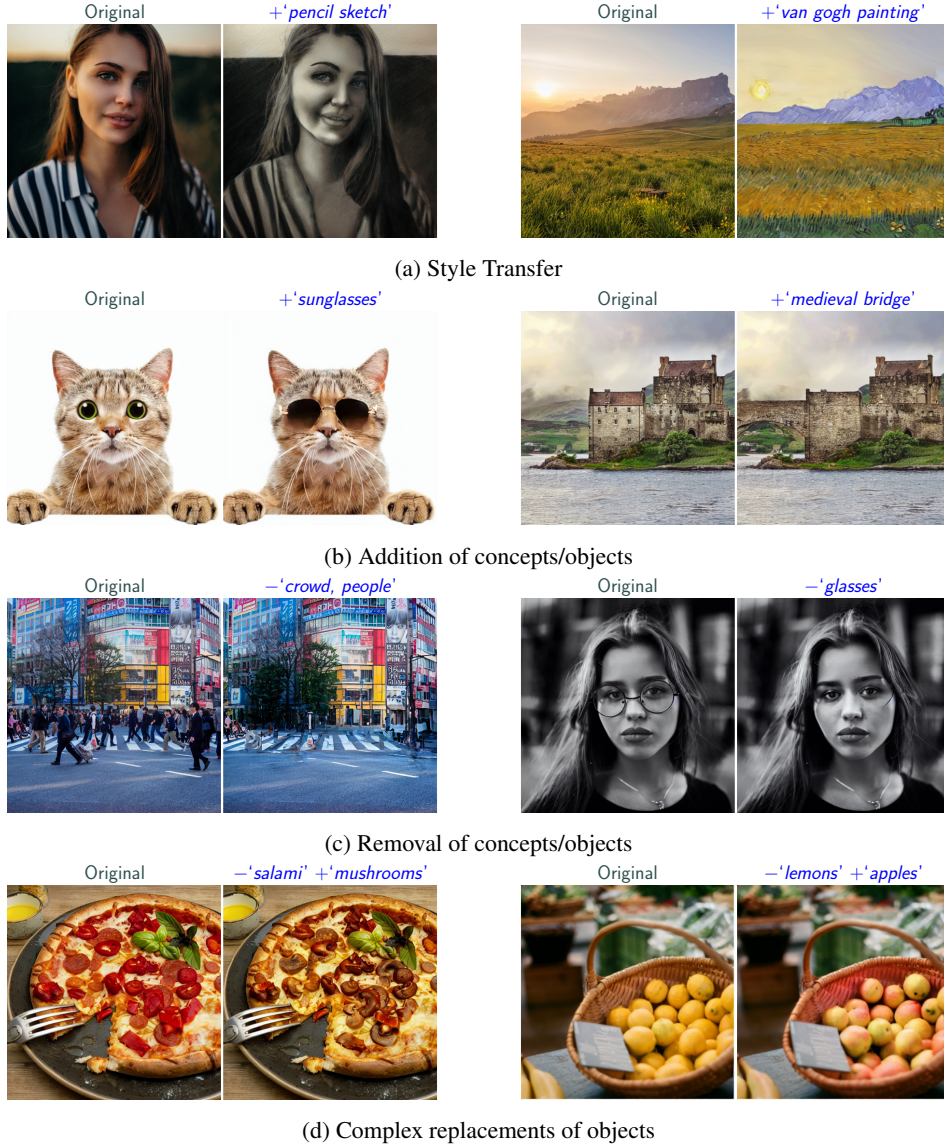 Original +‘pencil sketch’ Original +‘van gogh painting’
(a) Style Transfer
Original +‘sunglasses’ Original +‘medieval bridge’
(b) Addition of concepts/objects
Original −‘crowd, people’ Original −‘glasses’
(c) Removal of concepts/objects
Original −‘salami’ +‘mushrooms’ Original −‘lemons’ +‘apples’
(d) Complex replacements of objects